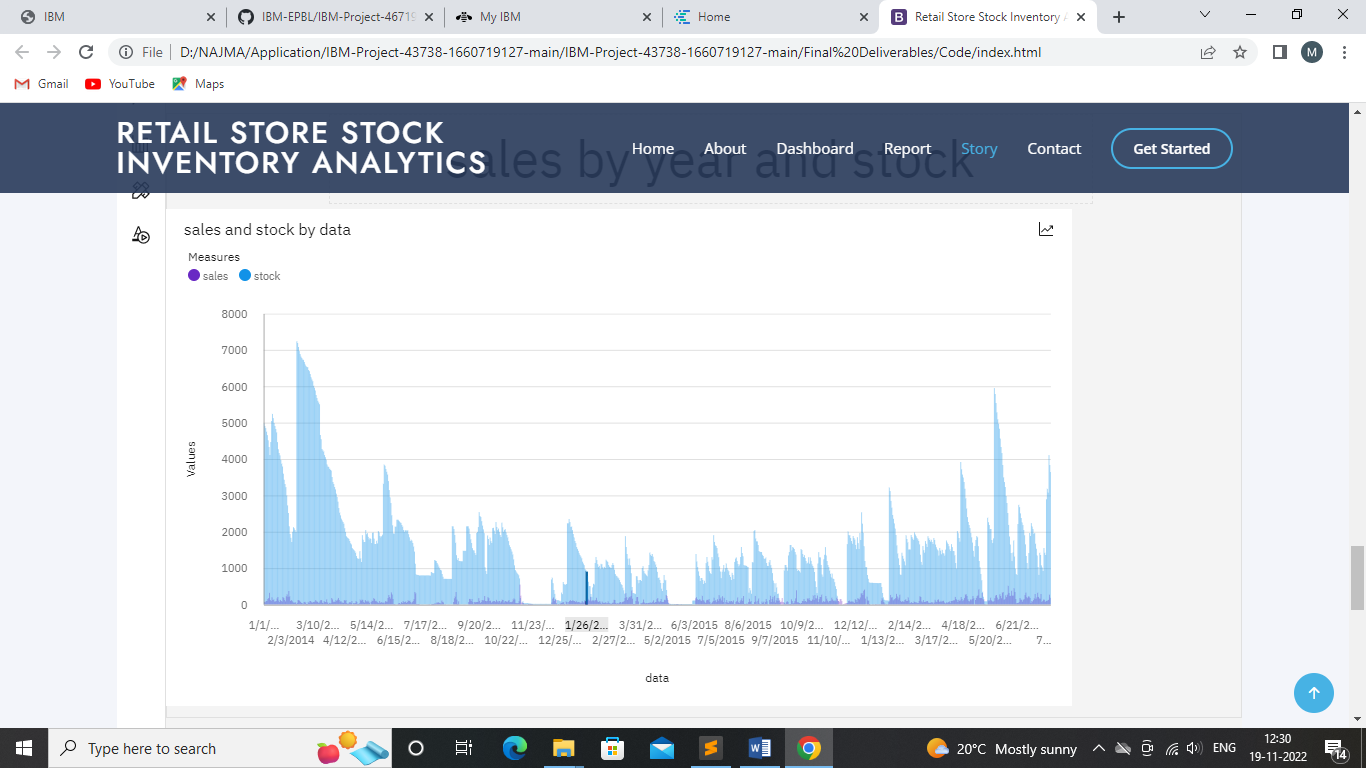 IBM
IBM-EPBL/IBM-Project-46719
My IBM
Home
Retail Store Stock Inventory A
File
D:/NAJMA/Application/IBM-Project-43738-1660719127-main/IBM-Project-43738-1660719127-main/Final%20Deliverables/Code/index.html
M
Gmail
YouTube
Maps
RETAIL STORE STOCK
INVENTORY ANALYTICS
Home
About
Dashboard
Report
Story
Contact
Get Started
sales by year and stock
sales and stock by data
Measures
sales
stock
8000
7000
6000
5000
4000
3000
2000
1000
0
Values
1/1/... 3/10/2... 5/14/2... 7/17/2... 9/20/2... 11/23/... 1/26/2... 3/31/2... 6/3/2015 8/6/2015 10/9/2... 12/12/... 2/14/2... 4/18/2... 6/21/2...
2/3/2014 4/12/2... 6/15/2... 8/18/2... 10/22/... 12/25/... 2/27/2... 5/2/2015 7/5/2015 9/7/2015 11/10/... 1/13/2... 3/17/2... 5/20/2... 7...
data
Type here to search
20°C Mostly sunny
ENG
12:30
19-11-2022
14